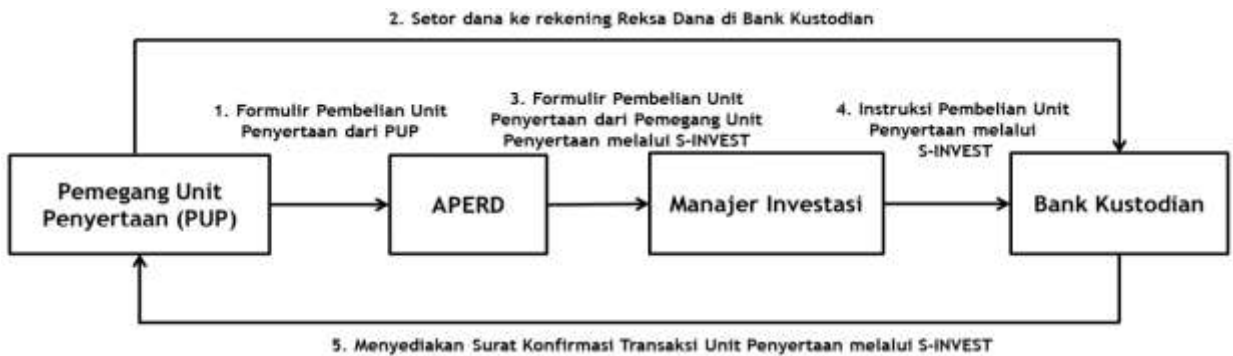 2. Setor dana ke rekening Reksa Dana di Bank Kustodian
1. Formulir Pembelian Unit
Penyertaan dari PUP
3. Formulir Pembelian Unit
Penyertaan dari Pemegang Unit
Penyertaan melalui S-INVEST
4. Instruksi Pembelian Unit
Penyertaan melalui
S-INVEST
Pemegang Unit
Penyertaan (PUP)
APERD
Manajer Investasi
Bank Kustodian
5. Menyediakan Surat Konfirmasi Transaksi Unit Penyertaan melalui S-INVEST